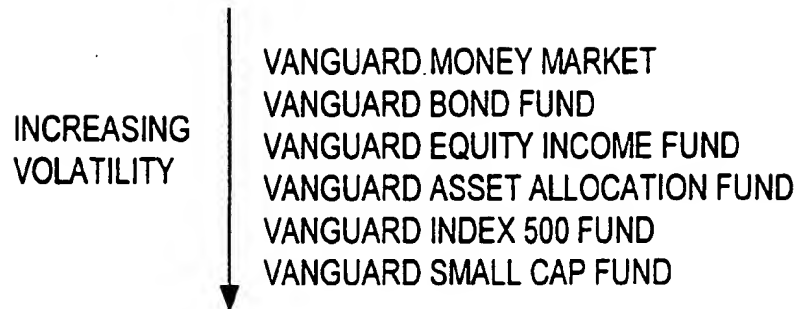 INCREASING
VOLATILITY
VANGUARD MONEY MARKET
VANGUARD BOND FUND
VANGUARD EQUITY INCOME FUND
VANGUARD ASSET ALLOCATION FUND
VANGUARD INDEX 500 FUND
VANGUARD SMALL CAP FUND